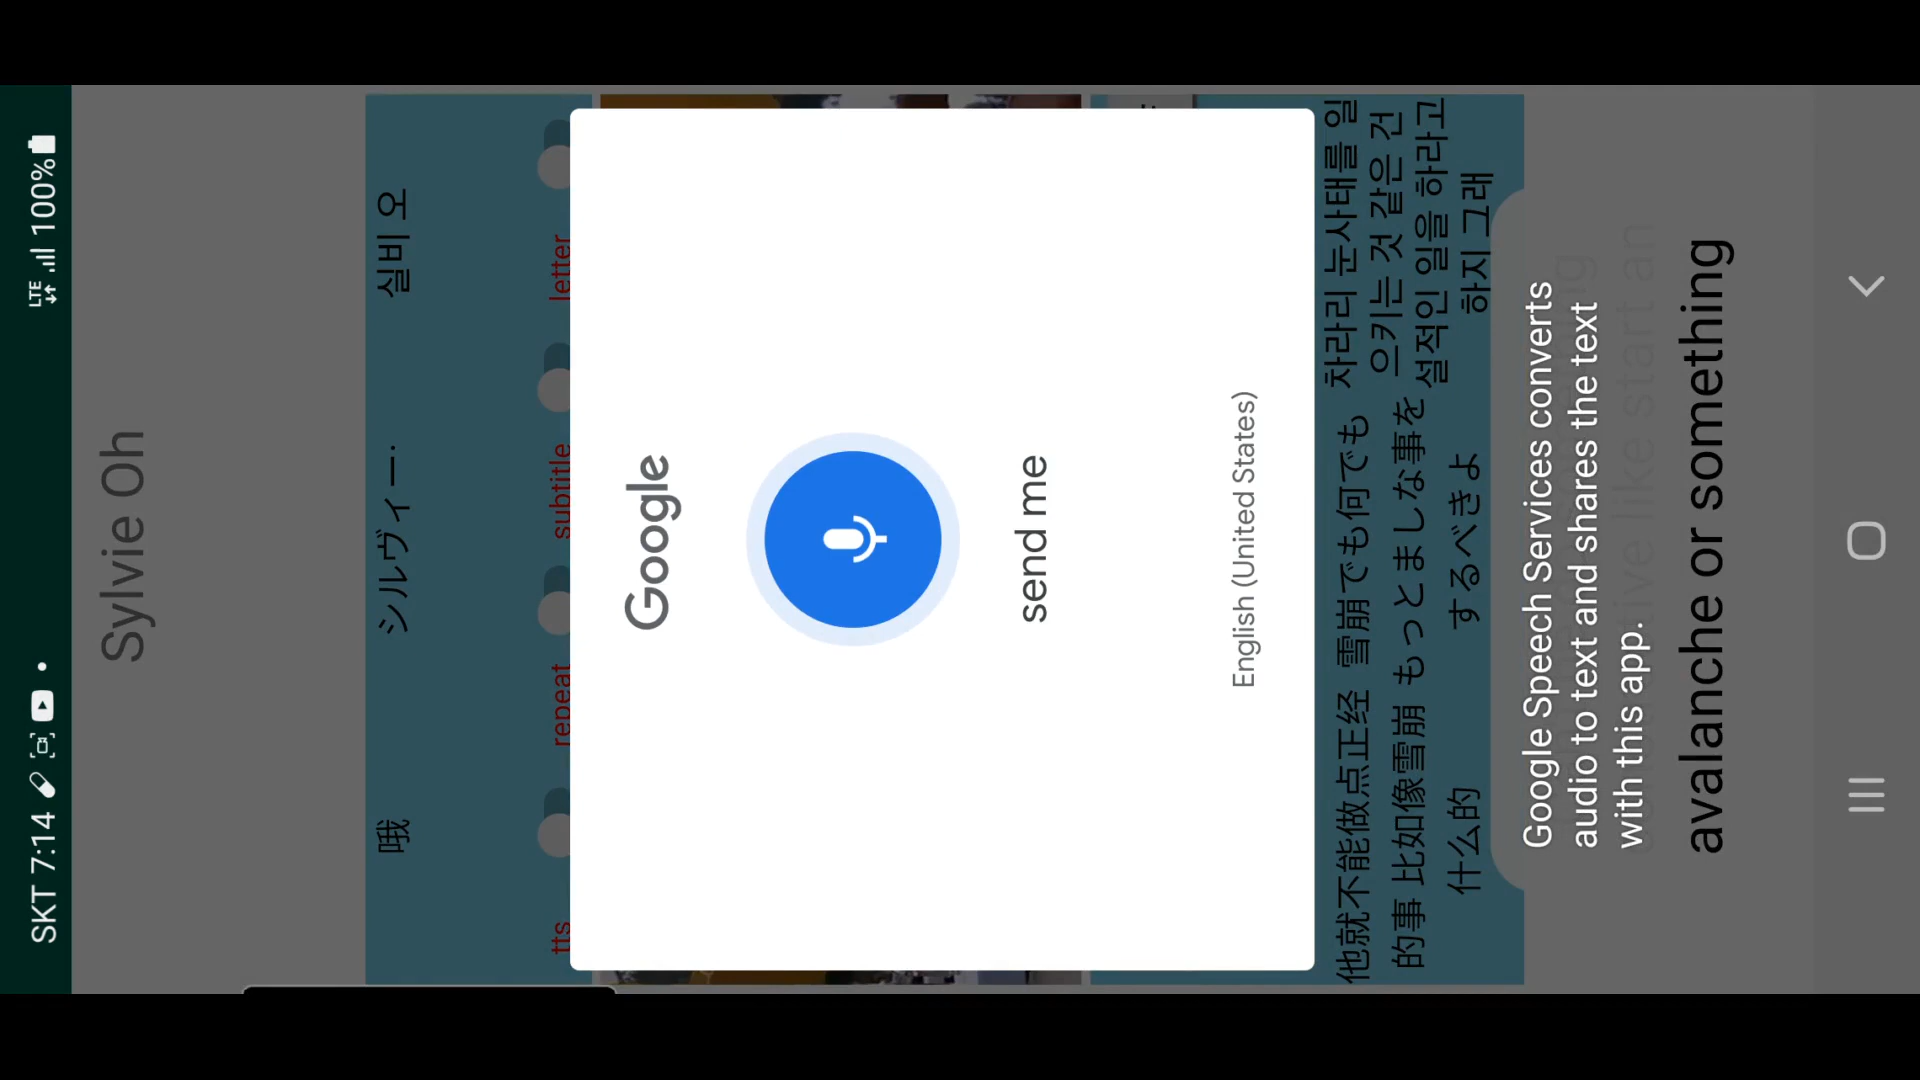 SKT 7:14
LTE
100%
Sylvie Oh
哦
シルヴィー·
실비 오
tts
repeat
subtitle
letter
Google
send me
English (United States)
他就不能做点正经
的事 比如像雪崩
什么的
雪崩でも何でも
もっとましな事を
するべきよ
차라리 눈사태를 일
으키는 것 같은 건
설적인 일을 하라고
하지 그래
Google Speech Services converts
audio to text and shares the text
with this app.
like start an
avalanche or something